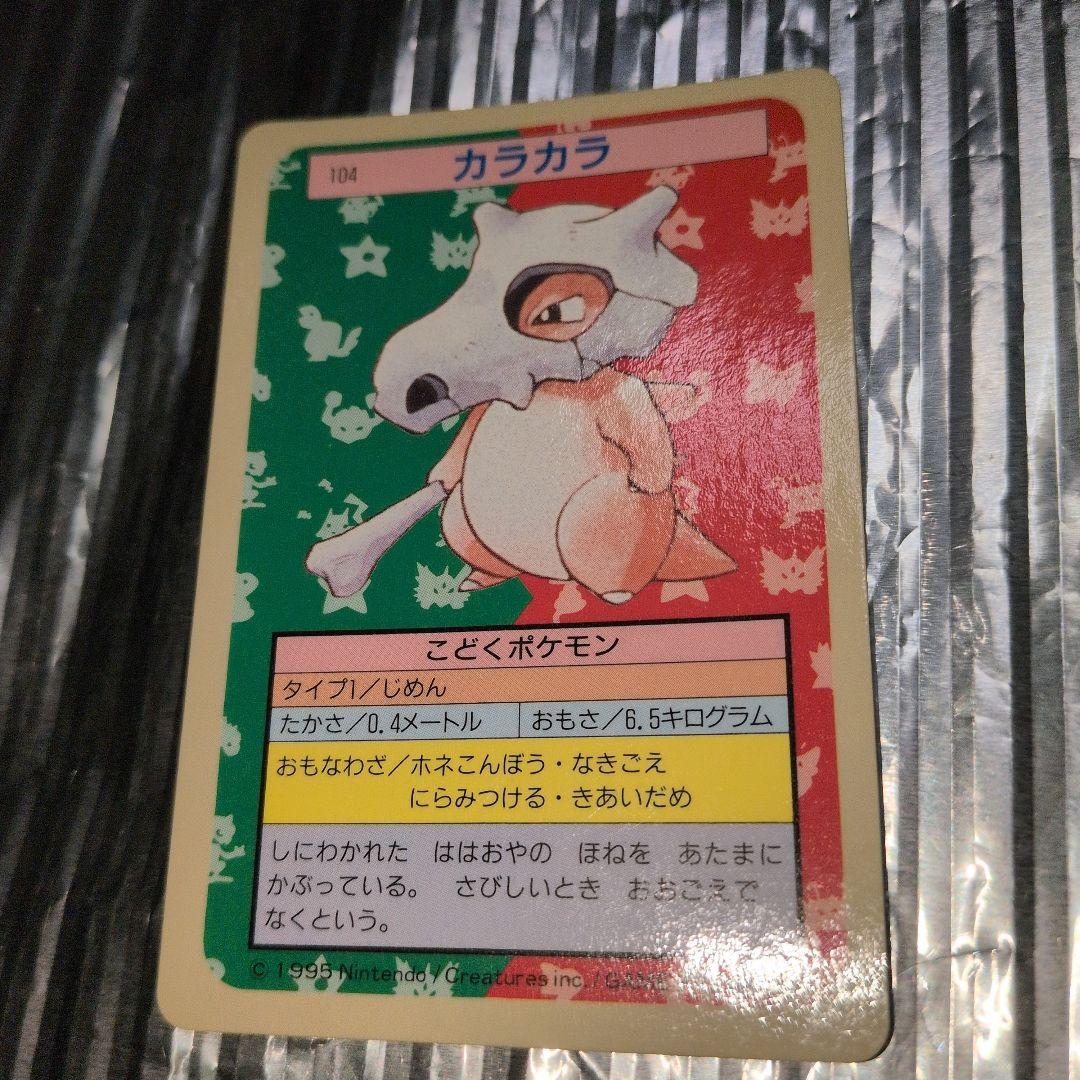 104 カラカラ
こどくポケモン
タイプ1/じめん
たかさ/0.4メートル おもさ/6.5キログラム
おもなわざ/ホネこんぼう・なきごえ
にらみつける・きあいだめ
しにわかれた ははおやの ほねを あたまに
かぶっている。 さびしいとき おおごえで
なくという。
© 1995 Nintendo/Creatures inc./GAME